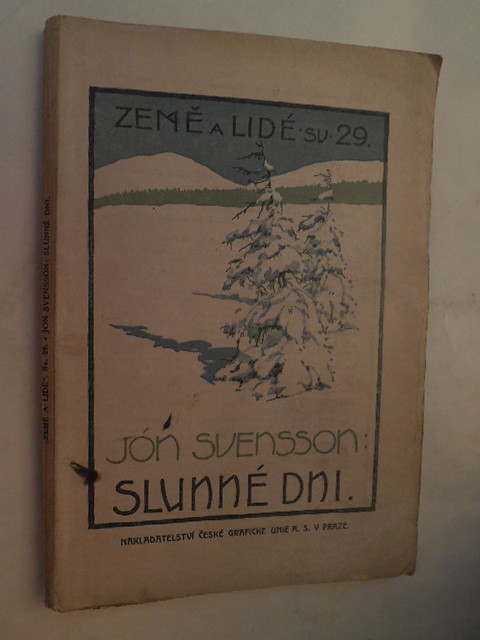 ZEMĚ A LIDÉ · SV · 29.
JÓN SVENSSON:
SLUNNÉ DNI.
NAKLADATELSTVÍ ČESKÉ GRAFICKE UNIE A. S. V PRAZE.
„ZEMĚ A LIDÉ“, Sv. 29. • JÓN SVENSSON: SLUNNÉ DNI.